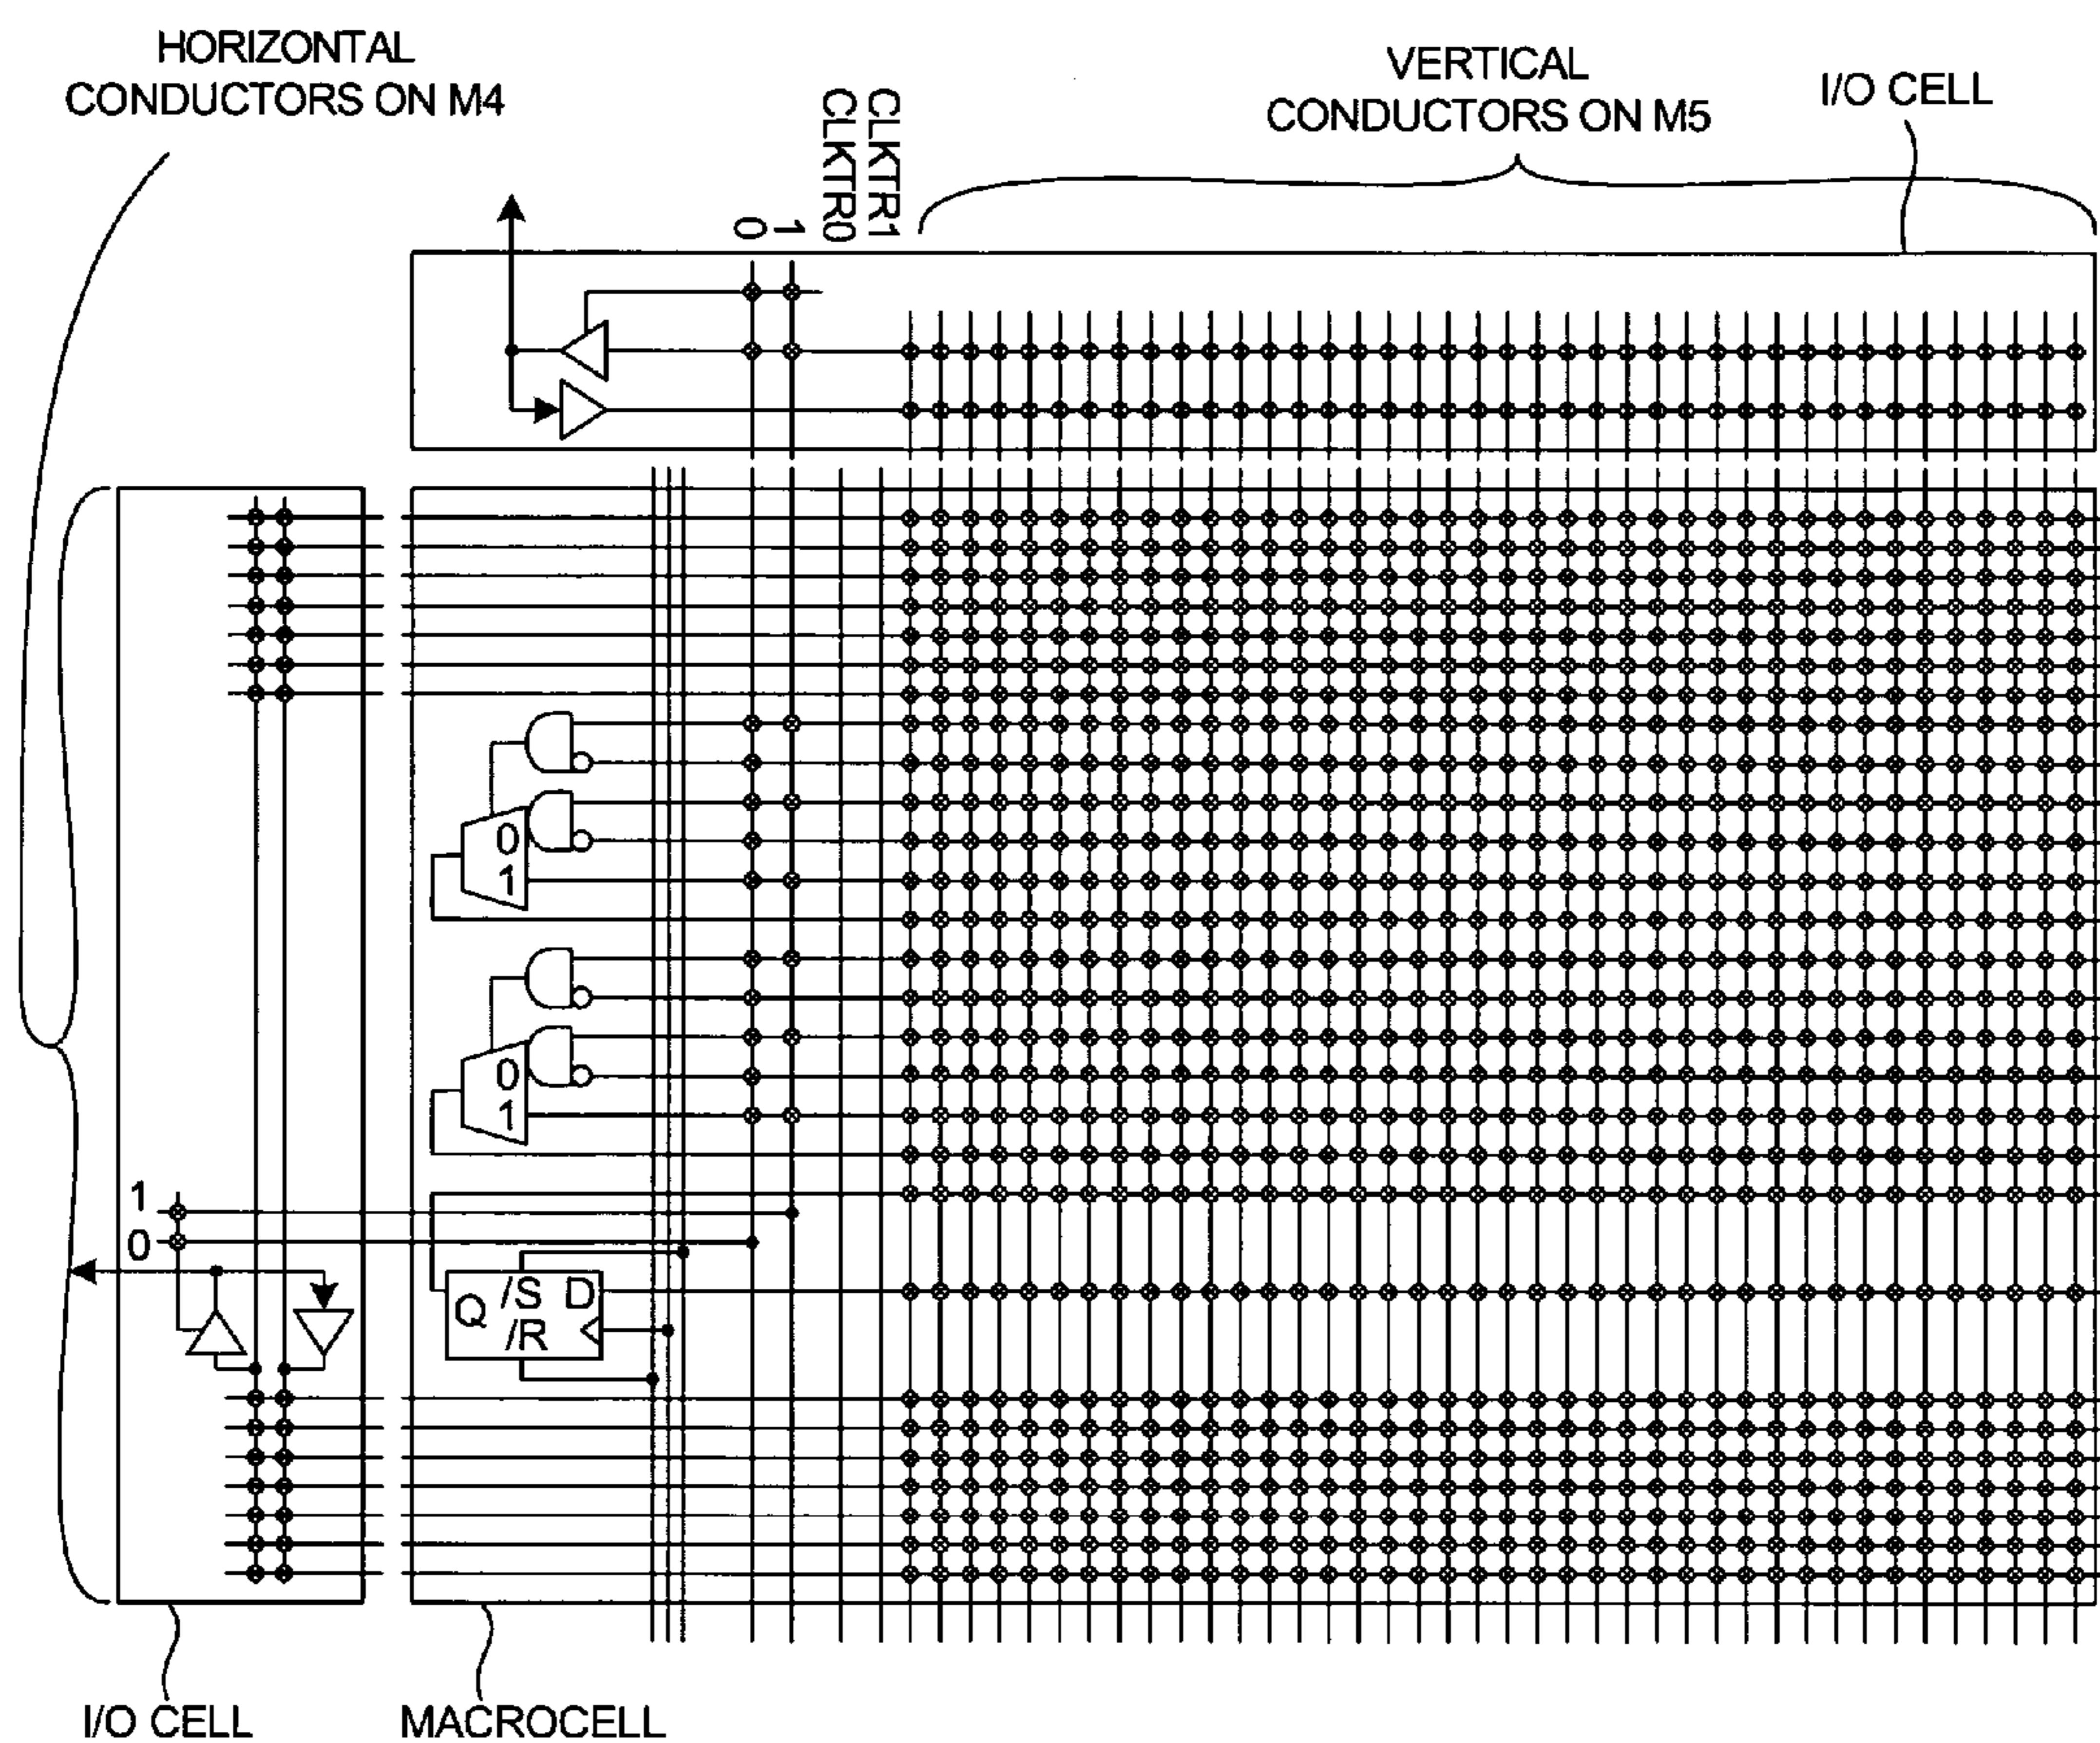 HORIZONTAL
CONDUCTORS ON M4
VERTICAL
CONDUCTORS ON M5
I/O CELL
CLKTR1
CLKTR0
1
0
0
1
0
1
1
0
Q
/S
D
/R
I/O CELL
MACROCELL